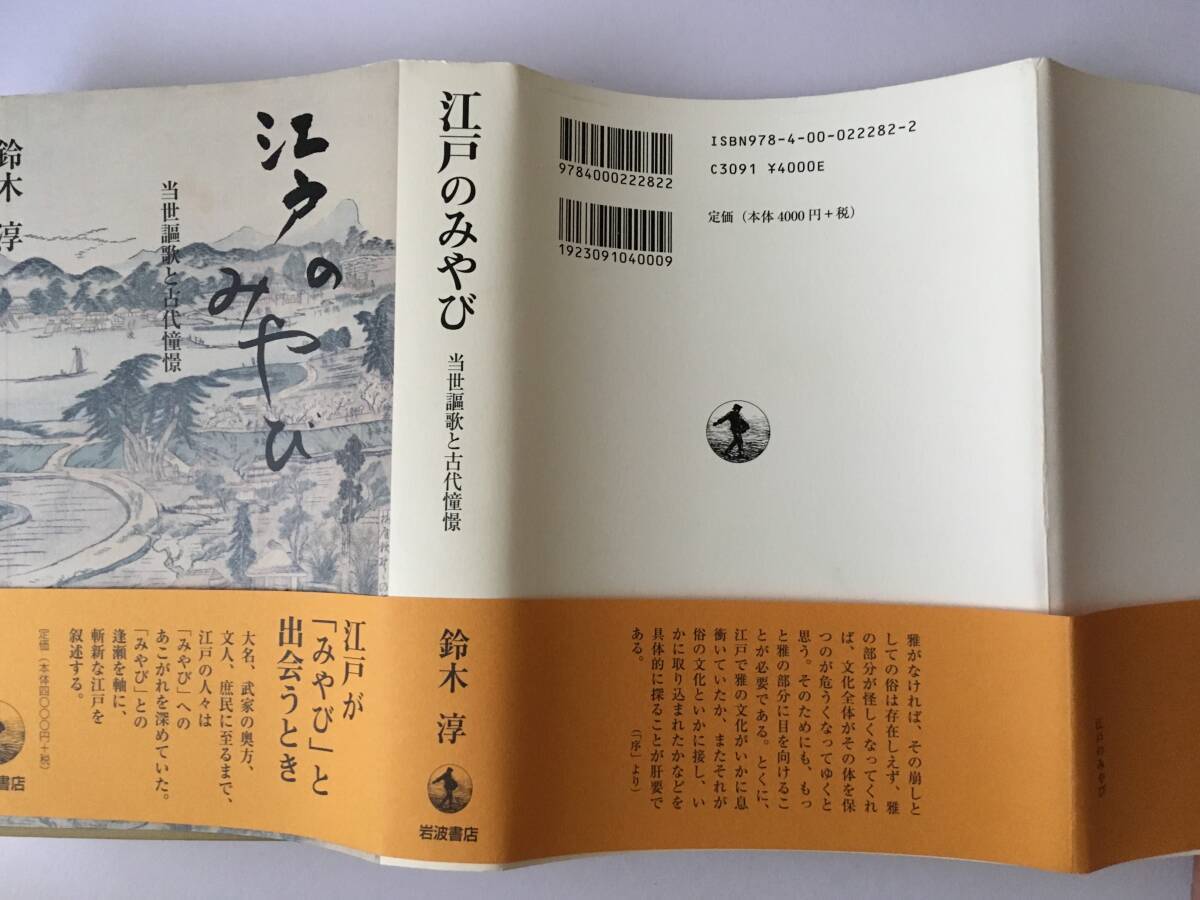 江戸の
みやび
当世謳歌と古代憧憬
鈴木 淳
江戸が
「みやび」と
出会うとき
大名、武家の奥方、
文人、庶民に至るまで、
江戸の人々は
「みやび」への
あこがれを深めていた。
「みやび」との
逢瀬を軸に、
斬新な江戸を
叙述する。
定価(本体四〇〇〇円+税)
書店
江戸のみやび
当世謳歌と古代憧憬
鈴木 淳
岩波書店
9784000222822
1923091040009
ISBN978-4-00-022282-2
C3091 ¥4000E
定価(本体 4000 円+税)
雅がなければ、その崩しと
しての俗は存在しえず、雅
の部分が怪しくなってくれ
ば、文化全体がその体を保
つのが危うくなってゆくと
思う。そのためにも、もっ
と雅の部分に目を向けるこ
とが必要である。とくに、
江戸で雅の文化がいかに息
衝いていたか、またそれが
俗の文化といかに接し、い
かに取り込まれたかなどを
具体的に探ることが肝要で
ある。
(「序」より)
江戸のみやび